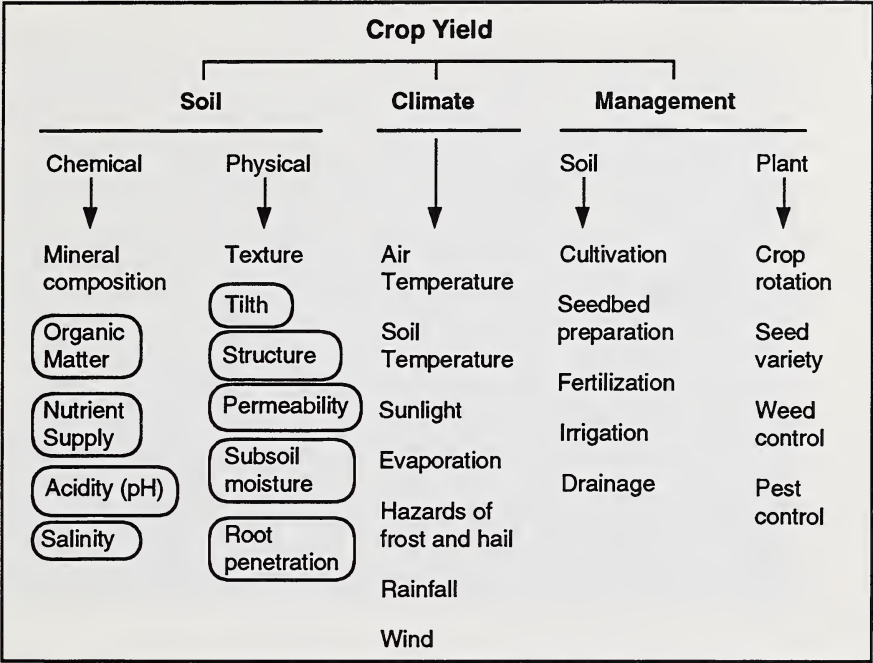 Crop Yield
Soil
Climate
Management
Chemical
Physical
Soil
Plant
Mineral
composition
Organic
Matter
Nutrient
Supply
Acidity (pH)
Salinity
Texture
Tilth
Structure
Permeability
Subsoil
moisture
Root
penetration
Air
Temperature
Soil
Temperature
Sunlight
Evaporation
Hazards of
frost and hail
Rainfall
Wind
Cultivation
Seedbed
preparation
Fertilization
Irrigation
Drainage
Crop
rotation
Seed
variety
Weed
control
Pest
control